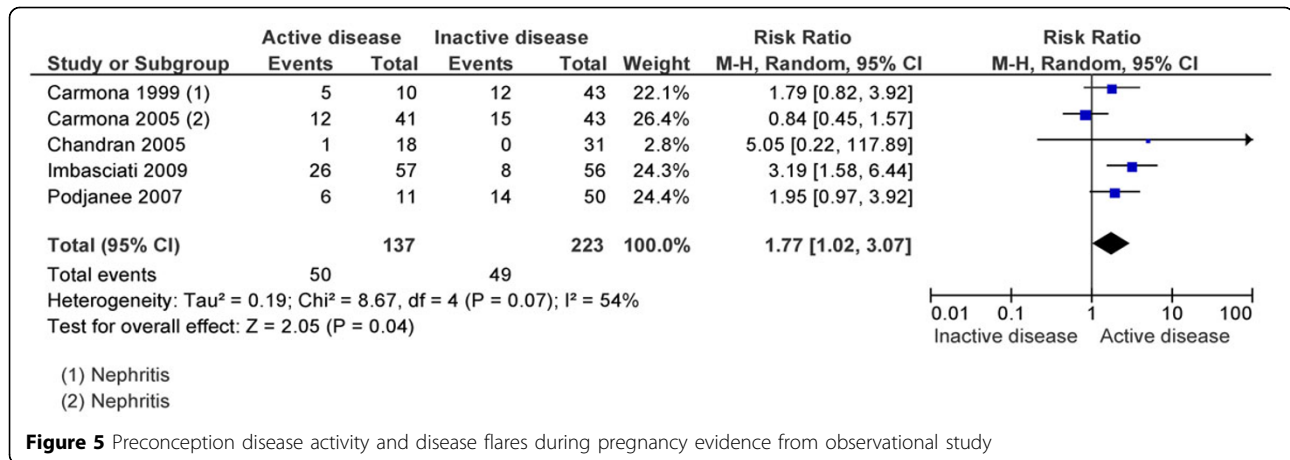 Active disease Inactive disease Risk Ratio Risk Ratio
Study or Subgroup Events Total Events Total Weight M-H, Random, 95% CI M-H, Random, 95% CI
Carmona 1999 (1) 5 10 12 43 22.1% 1.79 [0.82, 3.92]
Carmona 2005 (2) 12 41 15 43 26.4% 0.84 [0.45, 1.57]
Chandran 2005 1 18 0 31 2.8% 5.05 [0.22, 117.89]
Imbasciati 2009 26 57 8 56 24.3% 3.19 [1.58, 6.44]
Podjanee 2007 6 11 14 50 24.4% 1.95 [0.97, 3.92]
Total (95% CI) 137 223 100.0% 1.77 [1.02, 3.07]
Total events 50 49
Heterogeneity: Tau² = 0.19; Chi² = 8.67, df = 4 (P = 0.07); I² = 54%
Test for overall effect: Z = 2.05 (P = 0.04)
0.01 0.1 1 10 100
Inactive disease Active disease
(1) Nephritis
(2) Nephritis
Figure 5 Preconception disease activity and disease flares during pregnancy evidence from observational study